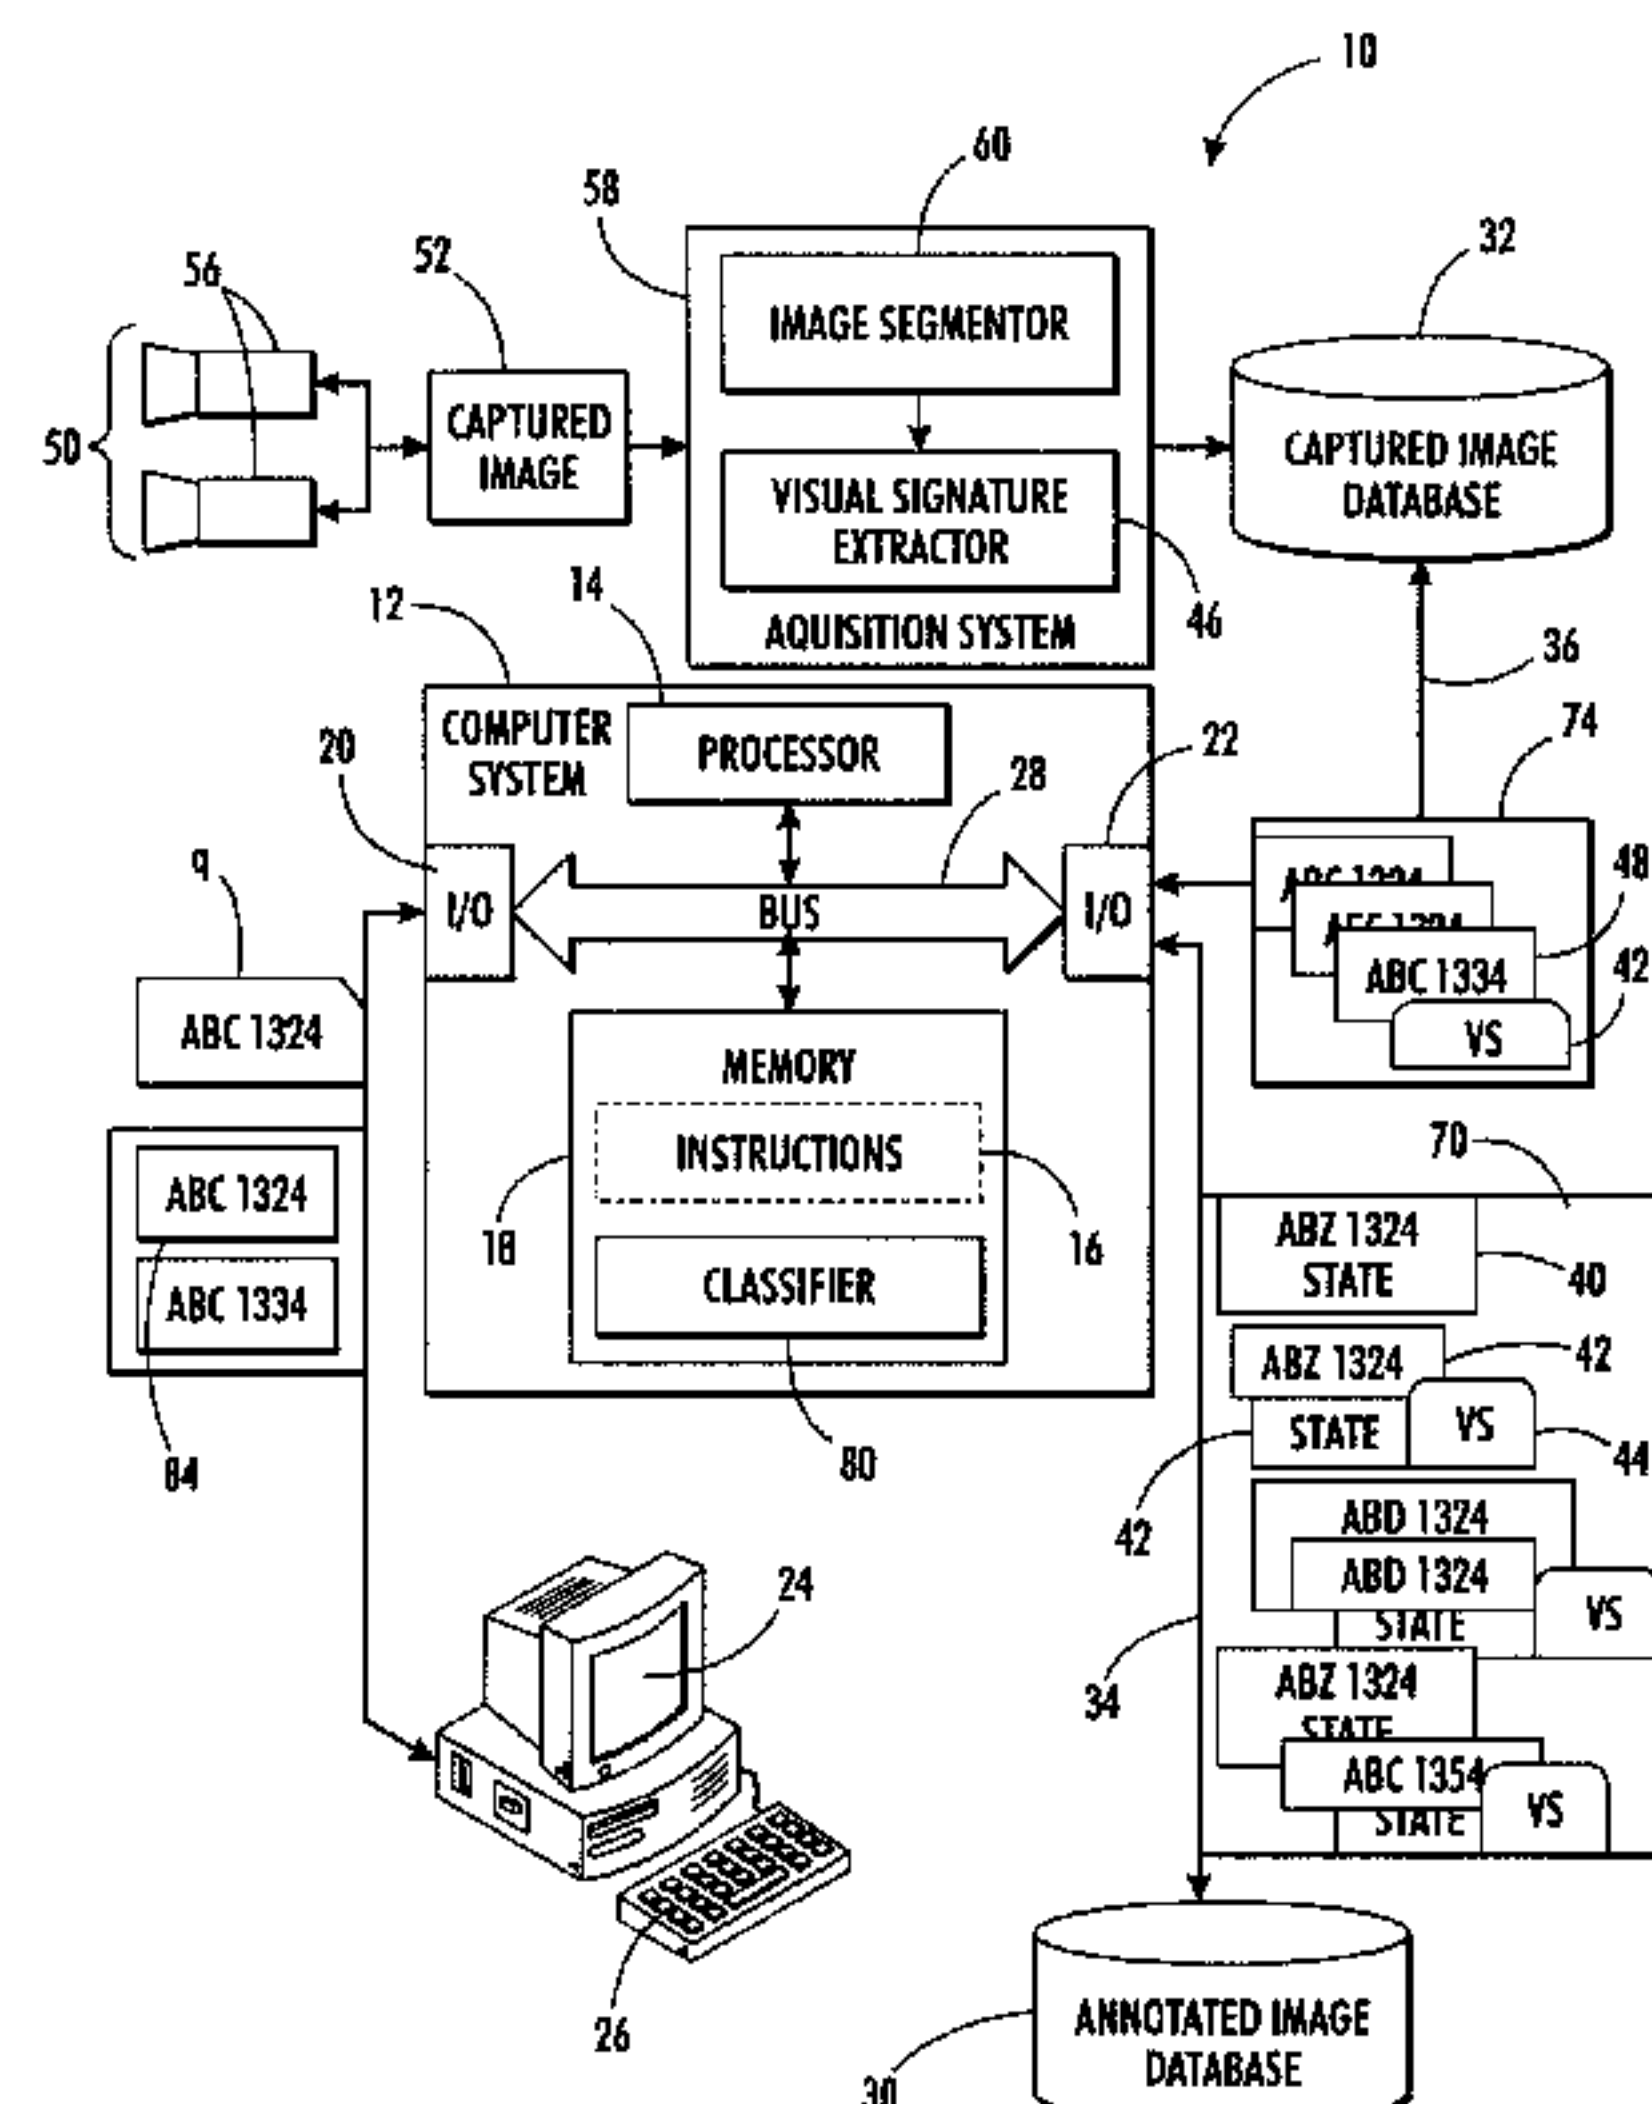 10
60
58
52
56
32
IMAGE SEGMENTOR
50
CAPTURED
IMAGE
VISUAL SIGNATURE
EXTRACTOR
CAPTURED IMAGE
DATABASE
46
AQUISITION SYSTEM
12
14
36
COMPUTER
SYSTEM
PROCESSOR
20
22
28
74
q
I/O
BUS
I/O
48
ABC 1334
42
VS
ABC 1324
MEMORY
INSTRUCTIONS
18
16
CLASSIFIER
80
ABC 1324
ABC 1334
84
70
ABZ 1324
STATE
40
ABZ 1324
42
STATE
VS
44
42
ABD 1324
ABD 1324
STATE
VS
34
ABZ 1324
STATE
ABC 1354
STATE
VS
24
26
ANNOTATED IMAGE
DATABASE
30